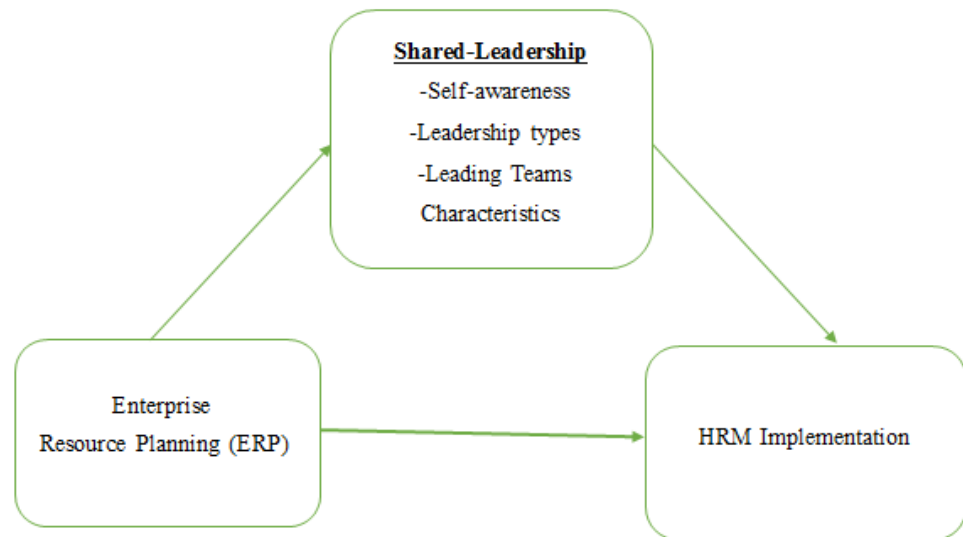 Shared-Leadership
-Self-awareness
-Leadership types
-Leading Teams
Characteristics
Enterprise
Resource Planning (ERP)
HRM Implementation